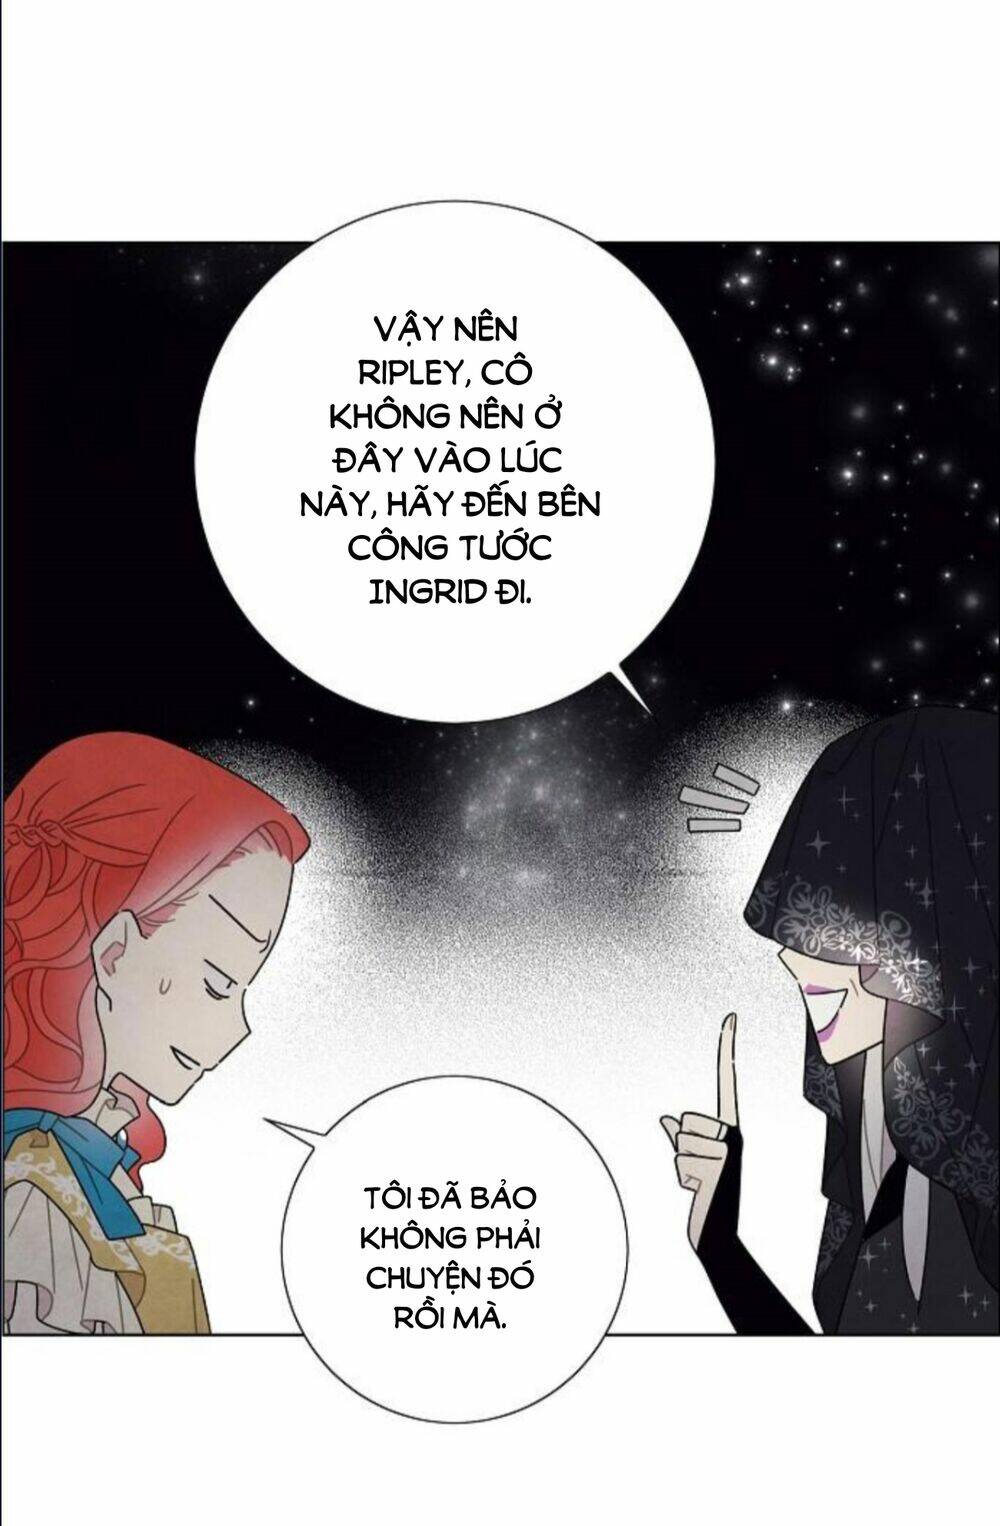 VẬY NÊN
RIPLEY, CÔ
KHÔNG NÊN Ở
ĐÂY VÀO LÚC
NÀY, HÃY ĐẾN BÊN
CÔNG TƯỚC
INGRID ĐI.
TÔI ĐÃ BẢO
KHÔNG PHẢI
CHUYỆN ĐÓ
RỒI MÀ.